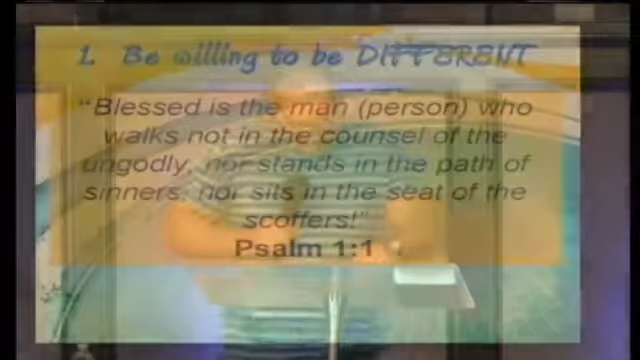 1. Be willing to be DIFFERENT
“Blessed is the man (person) who
walks not in the counsel of the
ungodly, nor stands in the path of
sinners, nor sits in the seat of the
scoffers!”
Psalm 1:1